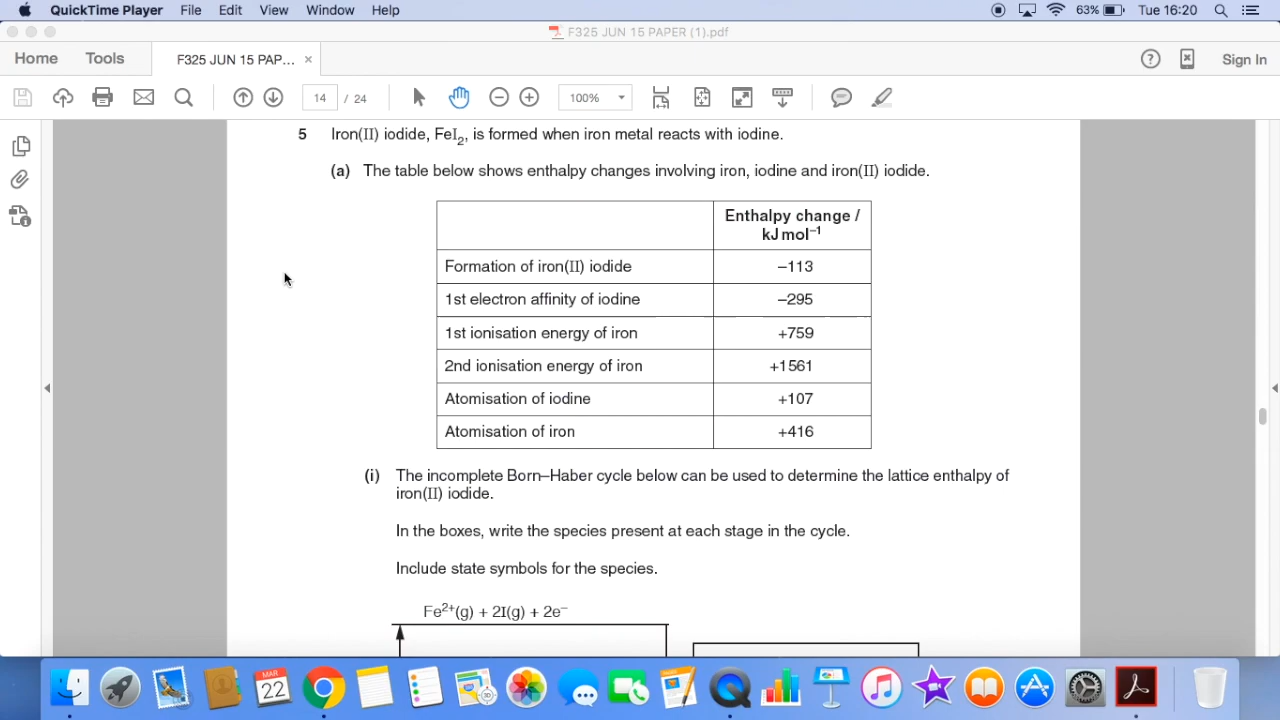 QuickTime Player File Edit View Window Help 63% Tue 16:20
F325 JUN 15 PAPER (1).pdf
Home Tools F325 JUN 15 PAP... × Sign In
14 / 24 100%
5 Iron(II) iodide, FeI₂, is formed when iron metal reacts with iodine.
(a) The table below shows enthalpy changes involving iron, iodine and iron(II) iodide.
Enthalpy change /
kJ mol⁻¹
Formation of iron(II) iodide –113
1st electron affinity of iodine –295
1st ionisation energy of iron +759
2nd ionisation energy of iron +1561
Atomisation of iodine +107
Atomisation of iron +416
(i) The incomplete Born–Haber cycle below can be used to determine the lattice enthalpy of
iron(II) iodide.
In the boxes, write the species present at each stage in the cycle.
Include state symbols for the species.
Fe²⁺(g) + 2I(g) + 2e⁻
MAR
22